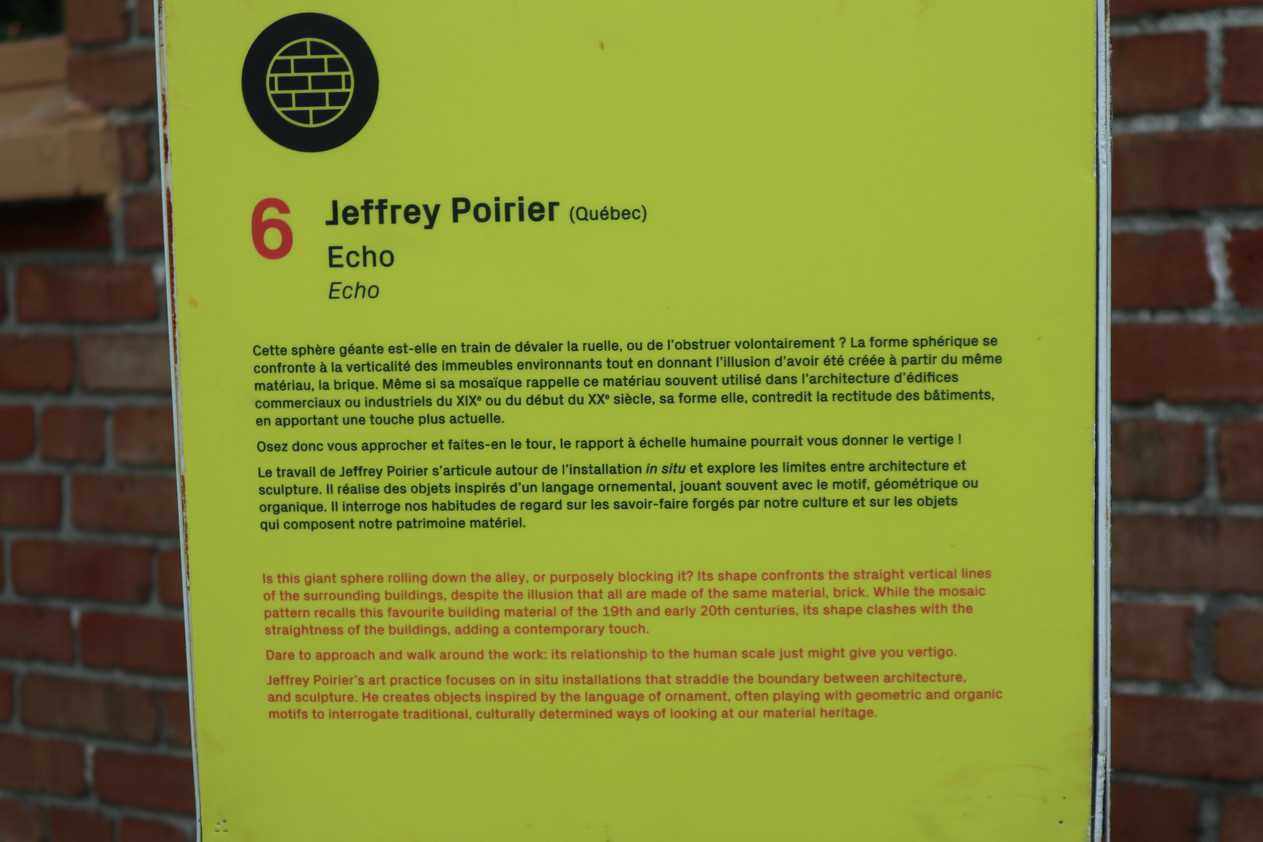 6 Jeffrey Poirier (Québec)
Echo
Echo
Cette sphère géante est-elle en train de dévaler la ruelle, ou de l'obstruer volontairement ? La forme sphérique se
confronte à la verticalité des immeubles environnants tout en donnant l'illusion d'avoir été créée à partir du même
matériau, la brique. Même si sa mosaïque rappelle ce matériau souvent utilisé dans l'architecture d'édifices
commerciaux ou industriels du XIXᵉ ou du début du XXᵉ siècle, sa forme elle, contredit la rectitude des bâtiments,
en apportant une touche plus actuelle.
Osez donc vous approcher et faites-en le tour, le rapport à échelle humaine pourrait vous donner le vertige !
Le travail de Jeffrey Poirier s'articule autour de l'installation in situ et explore les limites entre architecture et
sculpture. Il réalise des objets inspirés d'un langage ornemental, jouant souvent avec le motif, géométrique ou
organique. Il interroge nos habitudes de regard sur les savoir-faire forgés par notre culture et sur les objets
qui composent notre patrimoine matériel.
Is this giant sphere rolling down the alley, or purposely blocking it? Its shape confronts the straight vertical lines
of the surrounding buildings, despite the illusion that all are made of the same material, brick. While the mosaic
pattern recalls this favourite building material of the 19th and early 20th centuries, its shape clashes with the
straightness of the buildings, adding a contemporary touch.
Dare to approach and walk around the work: its relationship to the human scale just might give you vertigo.
Jeffrey Poirier's art practice focuses on in situ installations that straddle the boundary between architecture,
and sculpture. He creates objects inspired by the language of ornament, often playing with geometric and organic
motifs to interrogate traditional, culturally determined ways of looking at our material heritage.